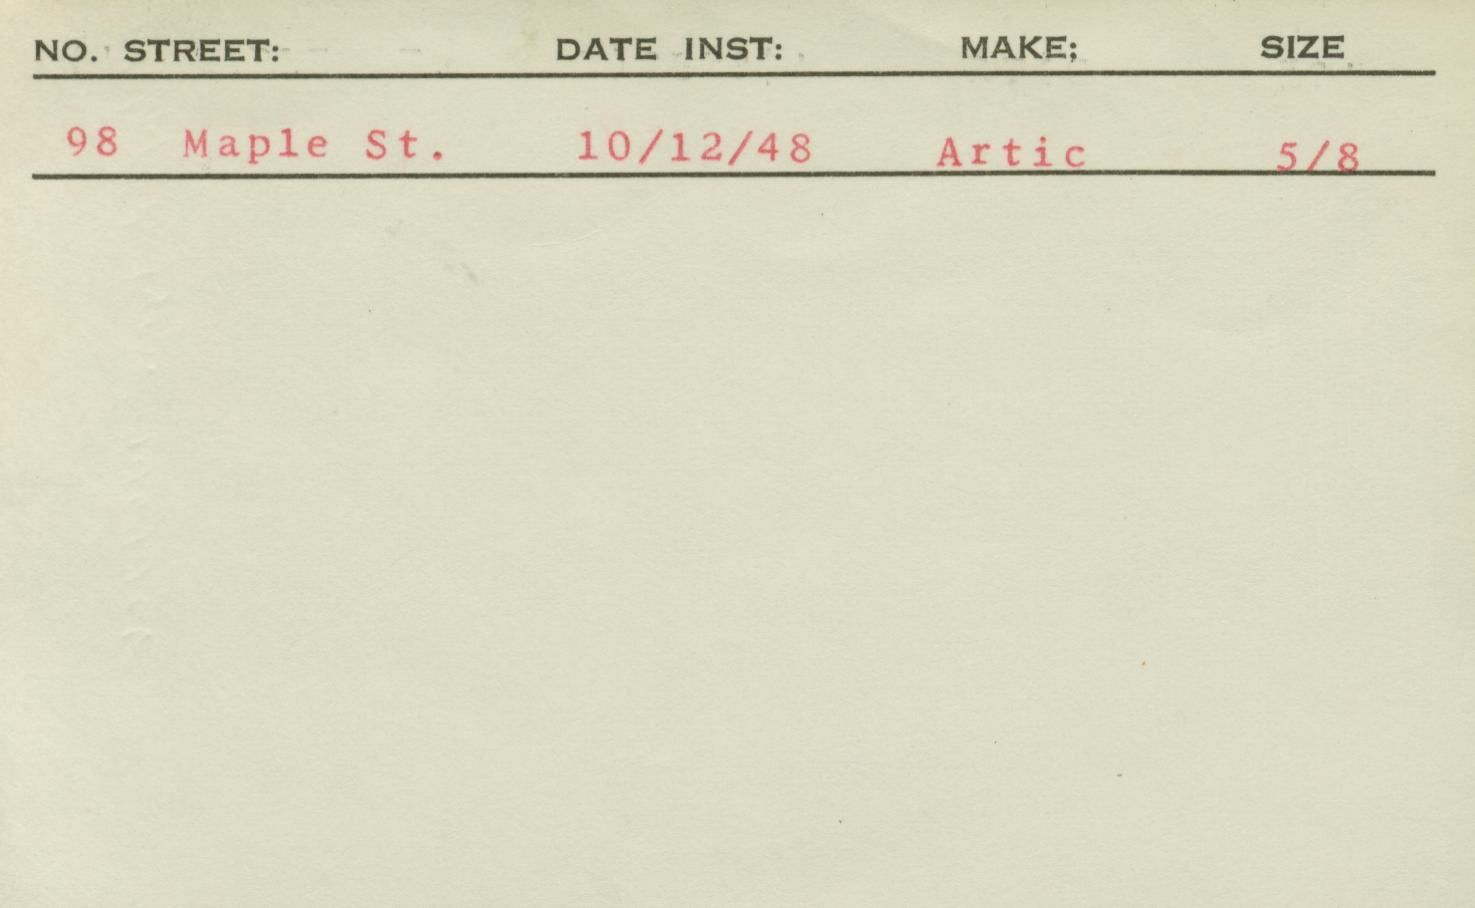 NO. STREET: DATE INST: MAKE; SIZE
98 Maple St. 10/12/48 Artic 5/8